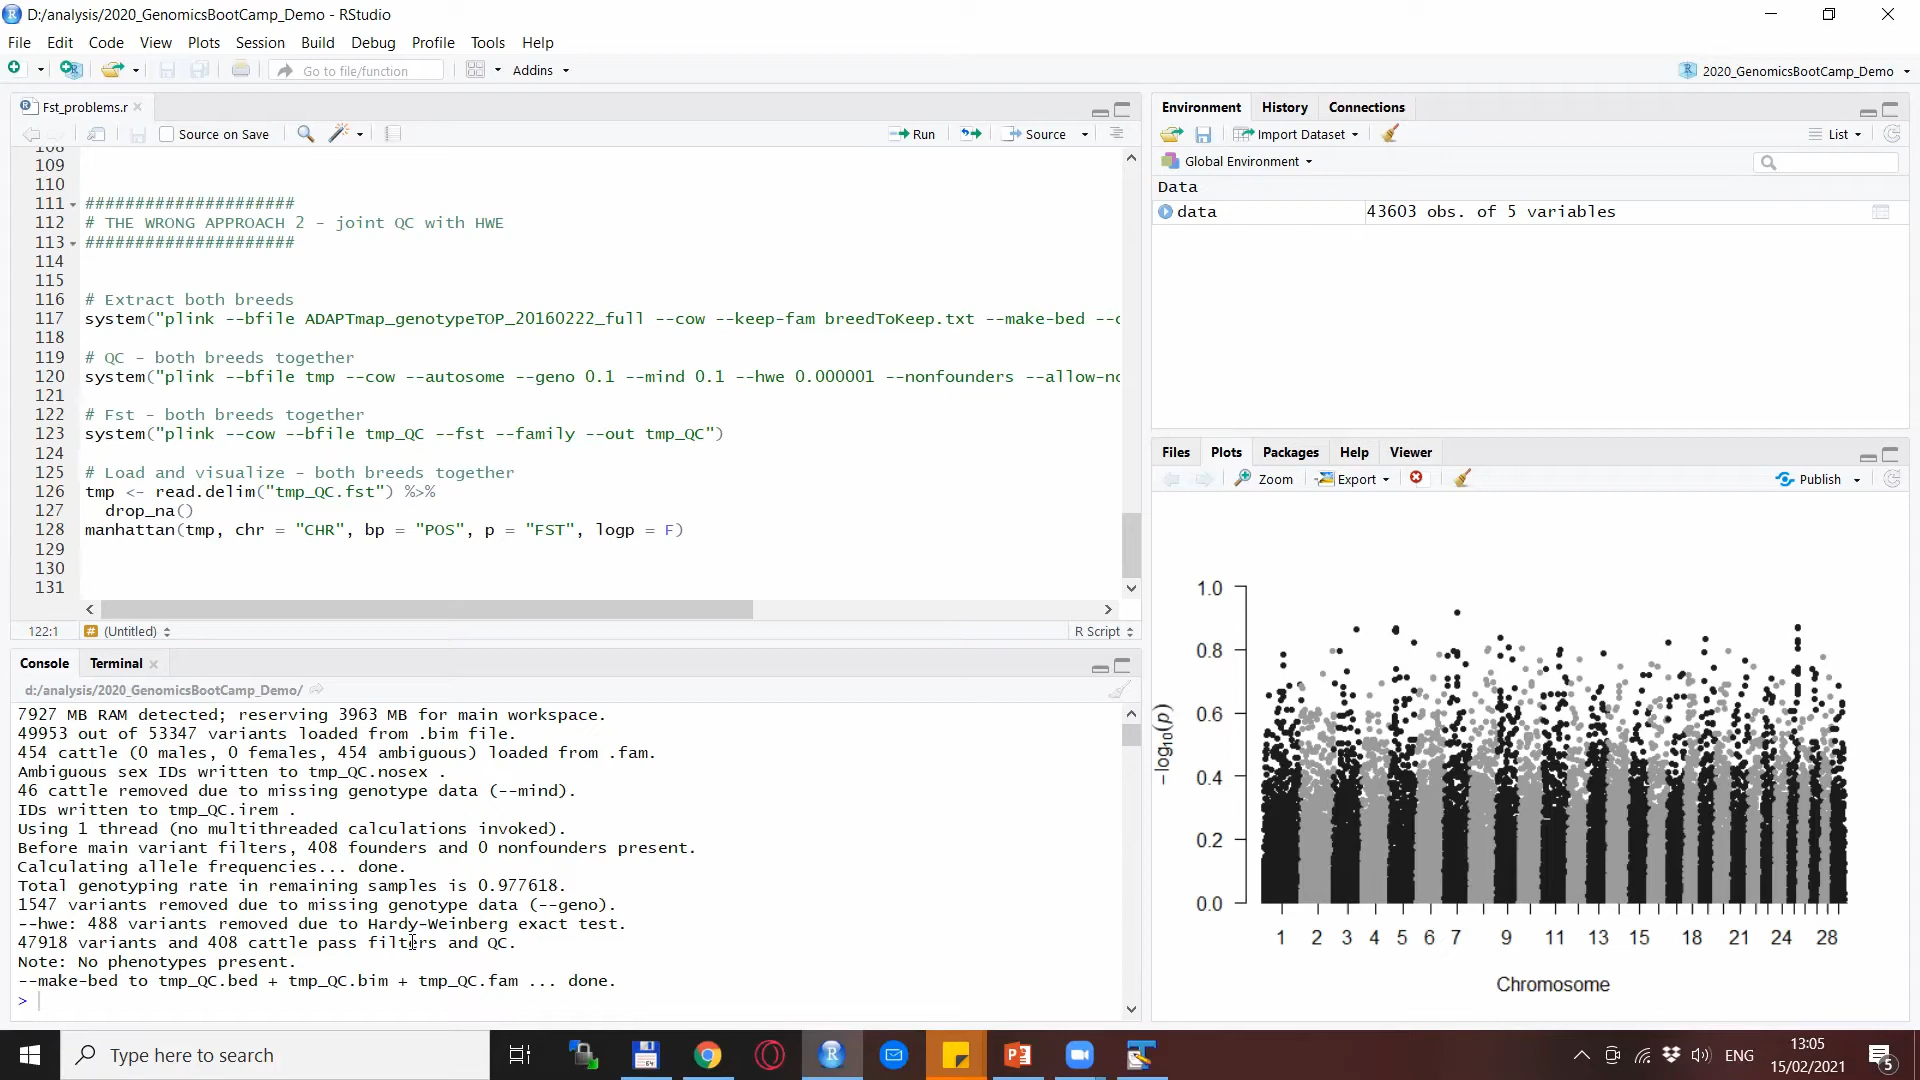 D:/analysis/2020_GenomicsBootCamp_Demo - RStudio
File Edit Code View Plots Session Build Debug Profile Tools Help
Go to file/function Addins
2020_GenomicsBootCamp_Demo
Fst_problems.r
Source on Save Run Source
108
109
110
111 #####################
112 # THE WRONG APPROACH 2 - joint QC with HWE
113 #####################
114
115
116 # Extract both breeds
117 system("plink --bfile ADAPTmap_genotypeTOP_20160222_full --cow --keep-fam breedToKeep.txt --make-bed --o
118
119 # QC - both breeds together
120 system("plink --bfile tmp --cow --autosome --geno 0.1 --mind 0.1 --hwe 0.000001 --nonfounders --allow-no
121
122 # Fst - both breeds together
123 system("plink --cow --bfile tmp_QC --fst --family --out tmp_QC")
124
125 # Load and visualize - both breeds together
126 tmp <- read.delim("tmp_QC.fst") %>%
127 drop_na()
128 manhattan(tmp, chr = "CHR", bp = "POS", p = "FST", logp = F)
129
130
131
122:1 # (Untitled) R Script
Console Terminal
d:/analysis/2020_GenomicsBootCamp_Demo/
7927 MB RAM detected; reserving 3963 MB for main workspace.
49953 out of 53347 variants loaded from .bim file.
454 cattle (0 males, 0 females, 454 ambiguous) loaded from .fam.
Ambiguous sex IDs written to tmp_QC.nosex .
46 cattle removed due to missing genotype data (--mind).
IDs written to tmp_QC.irem .
Using 1 thread (no multithreaded calculations invoked).
Before main variant filters, 408 founders and 0 nonfounders present.
Calculating allele frequencies... done.
Total genotyping rate in remaining samples is 0.977618.
1547 variants removed due to missing genotype data (--geno).
--hwe: 488 variants removed due to Hardy-Weinberg exact test.
47918 variants and 408 cattle pass filters and QC.
Note: No phenotypes present.
--make-bed to tmp_QC.bed + tmp_QC.bim + tmp_QC.fam ... done.
>
Environment History Connections
Import Dataset List
Global Environment
Data
data 43603 obs. of 5 variables
Files Plots Packages Help Viewer
Zoom Export Publish
1.0
0.8
0.6
0.4
0.2
0.0
−log10(p)
1 2 3 4 5 6 7 9 11 13 15 18 21 24 28
Chromosome
Type here to search
ENG
13:05
15/02/2021
5